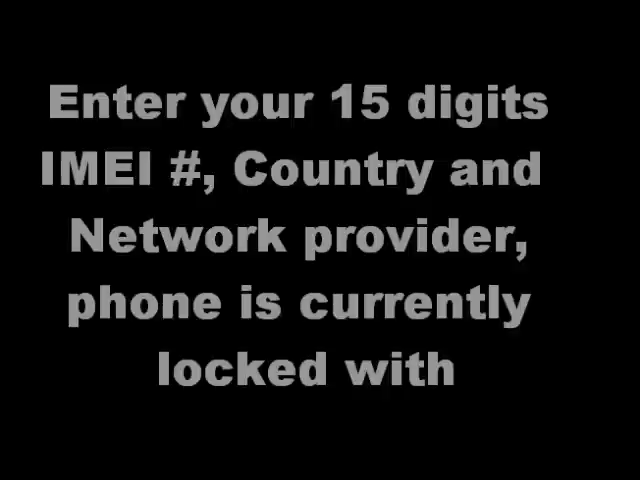 Enter your 15 digits
IMEI #, Country and
Network provider,
phone is currently
locked with